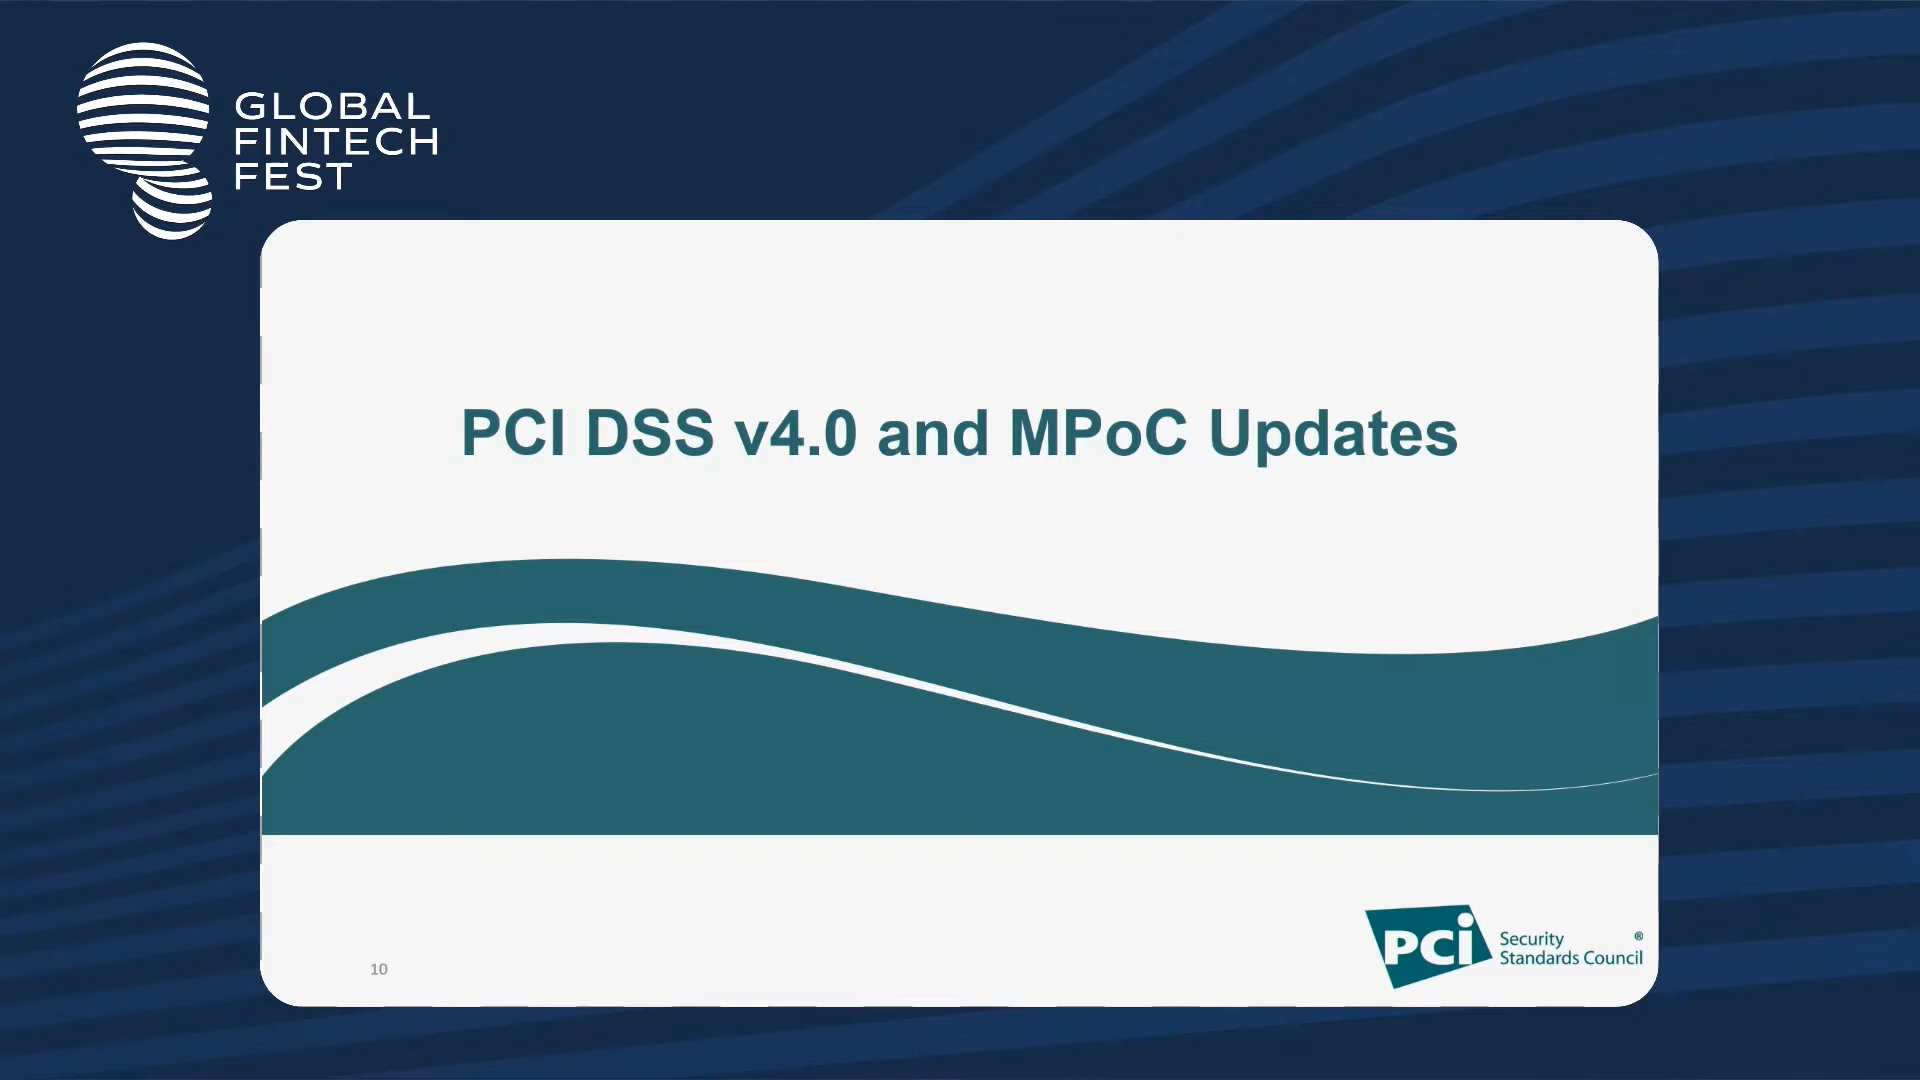 GLOBAL
FINTECH
FEST
PCI DSS v4.0 and MPoC Updates
10
PCi Security
Standards Council ®